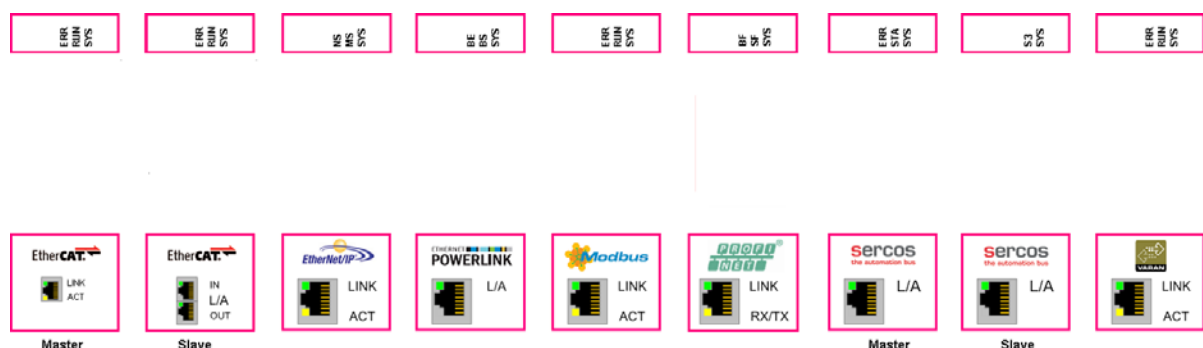 ERR
RUN
SYS
ERR
RUN
SYS
NS
MS
SYS
BE
BS
SYS
ERR
RUN
SYS
BF
SF
SYS
ERR
STA
SYS
S3
SYS
ERR
RUN
SYS
EtherCAT.
LINK
ACT
Master
EtherCAT.
IN
L/A
OUT
Slave
EtherNet/IP
LINK
ACT
ETHERNET
POWERLINK
L/A
Modbus
LINK
ACT
PROFI
NET
LINK
RX/TX
sercos
the automation bus
L/A
Master
sercos
the automation bus
L/A
Slave
VARAN
LINK
ACT